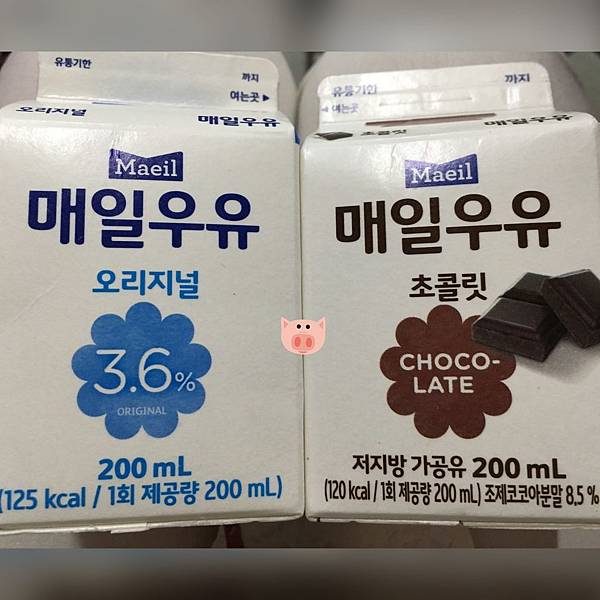 유통기한
까지
여는곳▶
오리지널
매일우유
Maeil
매일우유
오리지널
3.6%
ORIGINAL
200 mL
(125 kcal / 1회 제공량 200 mL)
유통기한
까지
◀여는곳
초콜릿
매일우유
Maeil
매일우유
초콜릿
CHOCO-
LATE
저지방 가공유 200 mL
(120 kcal / 1회 제공량 200 mL) 조제코코아분말 8.5 %